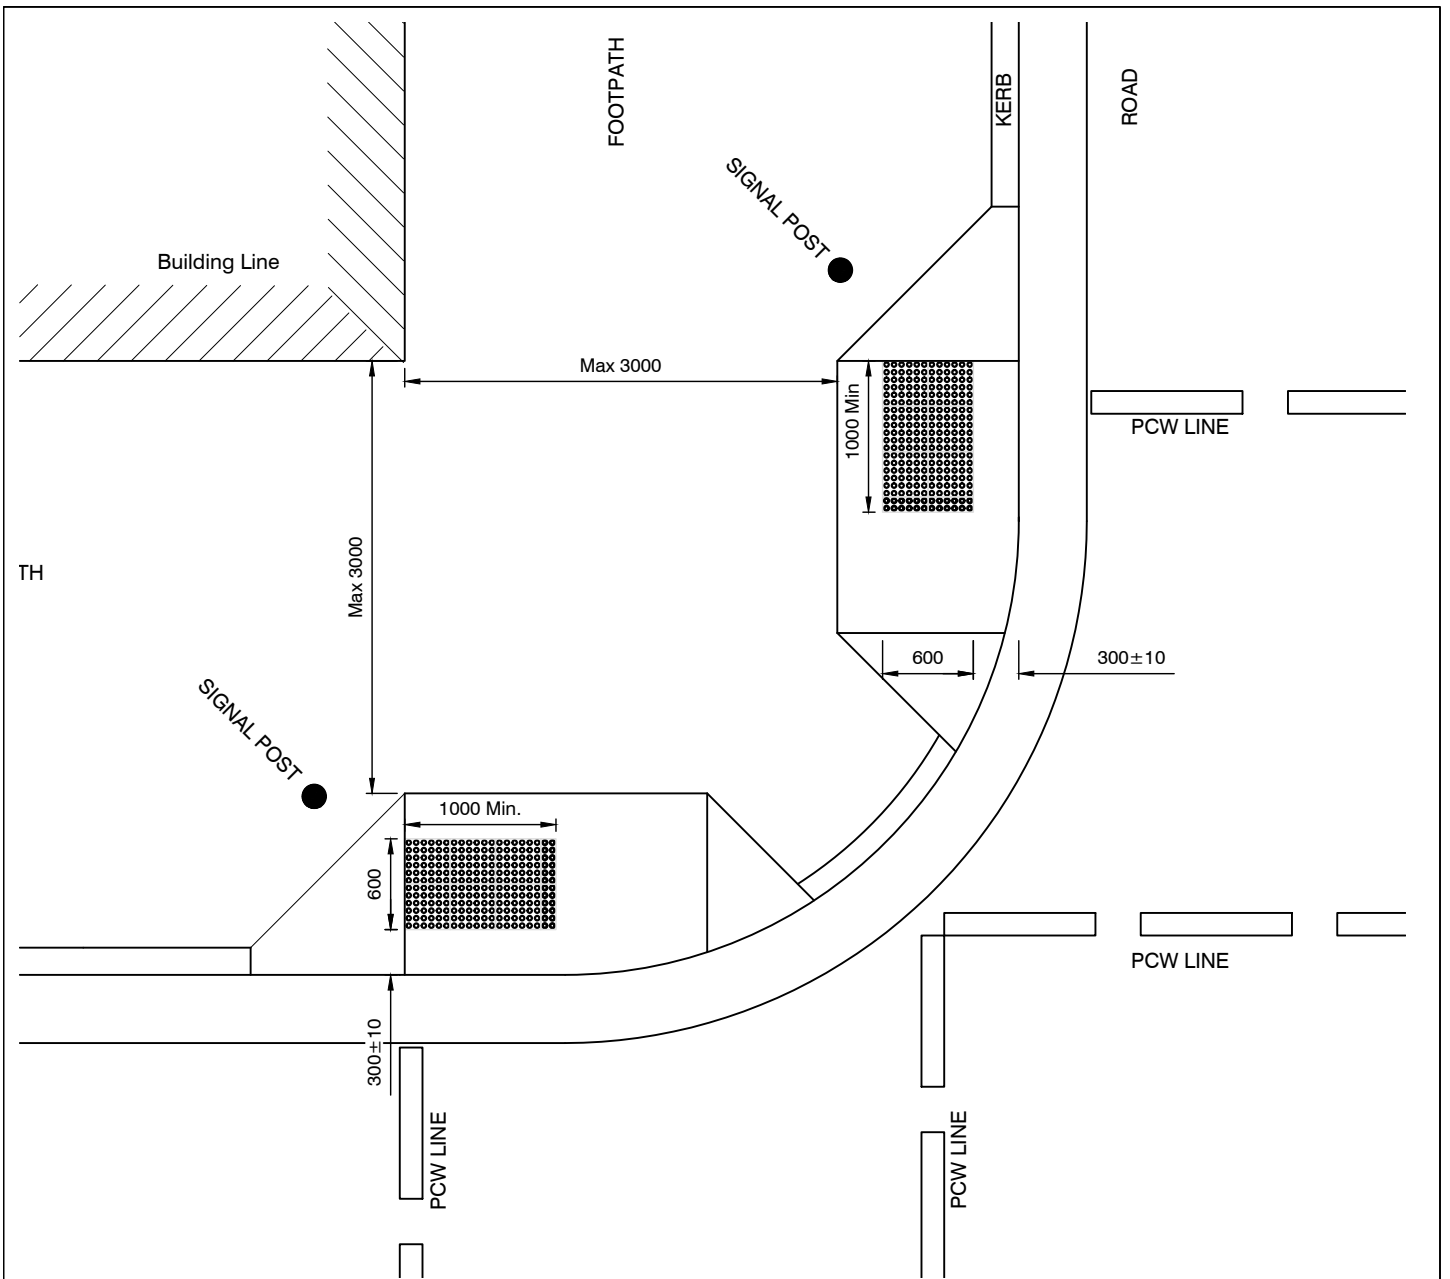 FOOTPATH
KERB
ROAD
SIGNAL POST
Building Line
Max 3000
1000 Min
PCW LINE
Max 3000
TH
600
300±10
SIGNAL POST
1000 Min.
600
PCW LINE
300±10
PCW LINE
PCW LINE